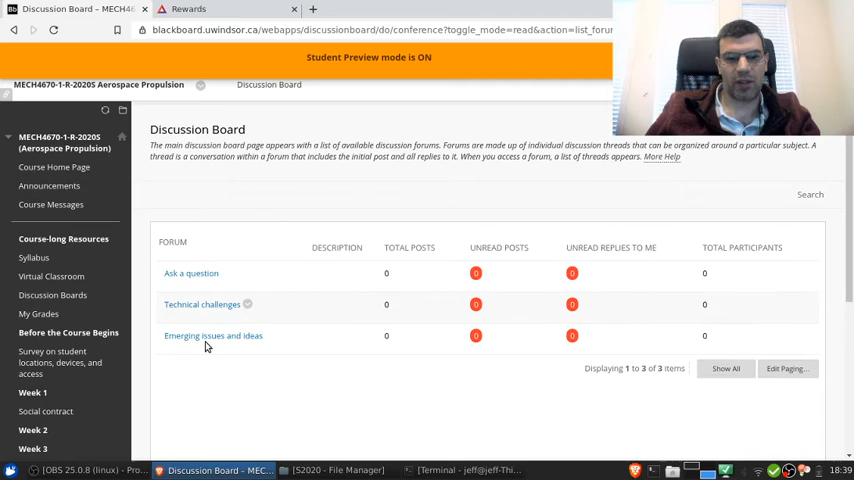 Discussion Board – MECH4670
Rewards
blackboard.uwindsor.ca/webapps/discussionboard/do/conference?toggle_mode=read&action=list_forum
Student Preview mode is ON
MECH4670-1-R-2020S Aerospace Propulsion
Discussion Board
MECH4670-1-R-2020S
(Aerospace Propulsion)
Course Home Page
Announcements
Course Messages
Course-long Resources
Syllabus
Virtual Classroom
Discussion Boards
My Grades
Before the Course Begins
Survey on student
locations, devices, and
access
Week 1
Social contract
Week 2
Week 3
Discussion Board
The main discussion board page appears with a list of available discussion forums. Forums are made up of individual discussion threads that can be organized around a particular subject. A
thread is a conversation within a forum that includes the initial post and all replies to it. When you access a forum, a list of threads appears. More Help
Search
FORUM DESCRIPTION TOTAL POSTS UNREAD POSTS UNREAD REPLIES TO ME TOTAL PARTICIPANTS
Ask a question 0 0 0 0
Technical challenges 0 0 0 0
Emerging issues and ideas 0 0 0 0
Displaying 1 to 3 of 3 items Show All Edit Paging...
[OBS 25.0.8 (linux) - Pro... Discussion Board – MEC... [S2020 - File Manager] [Terminal - jeff@jeff-Thi... 18:39